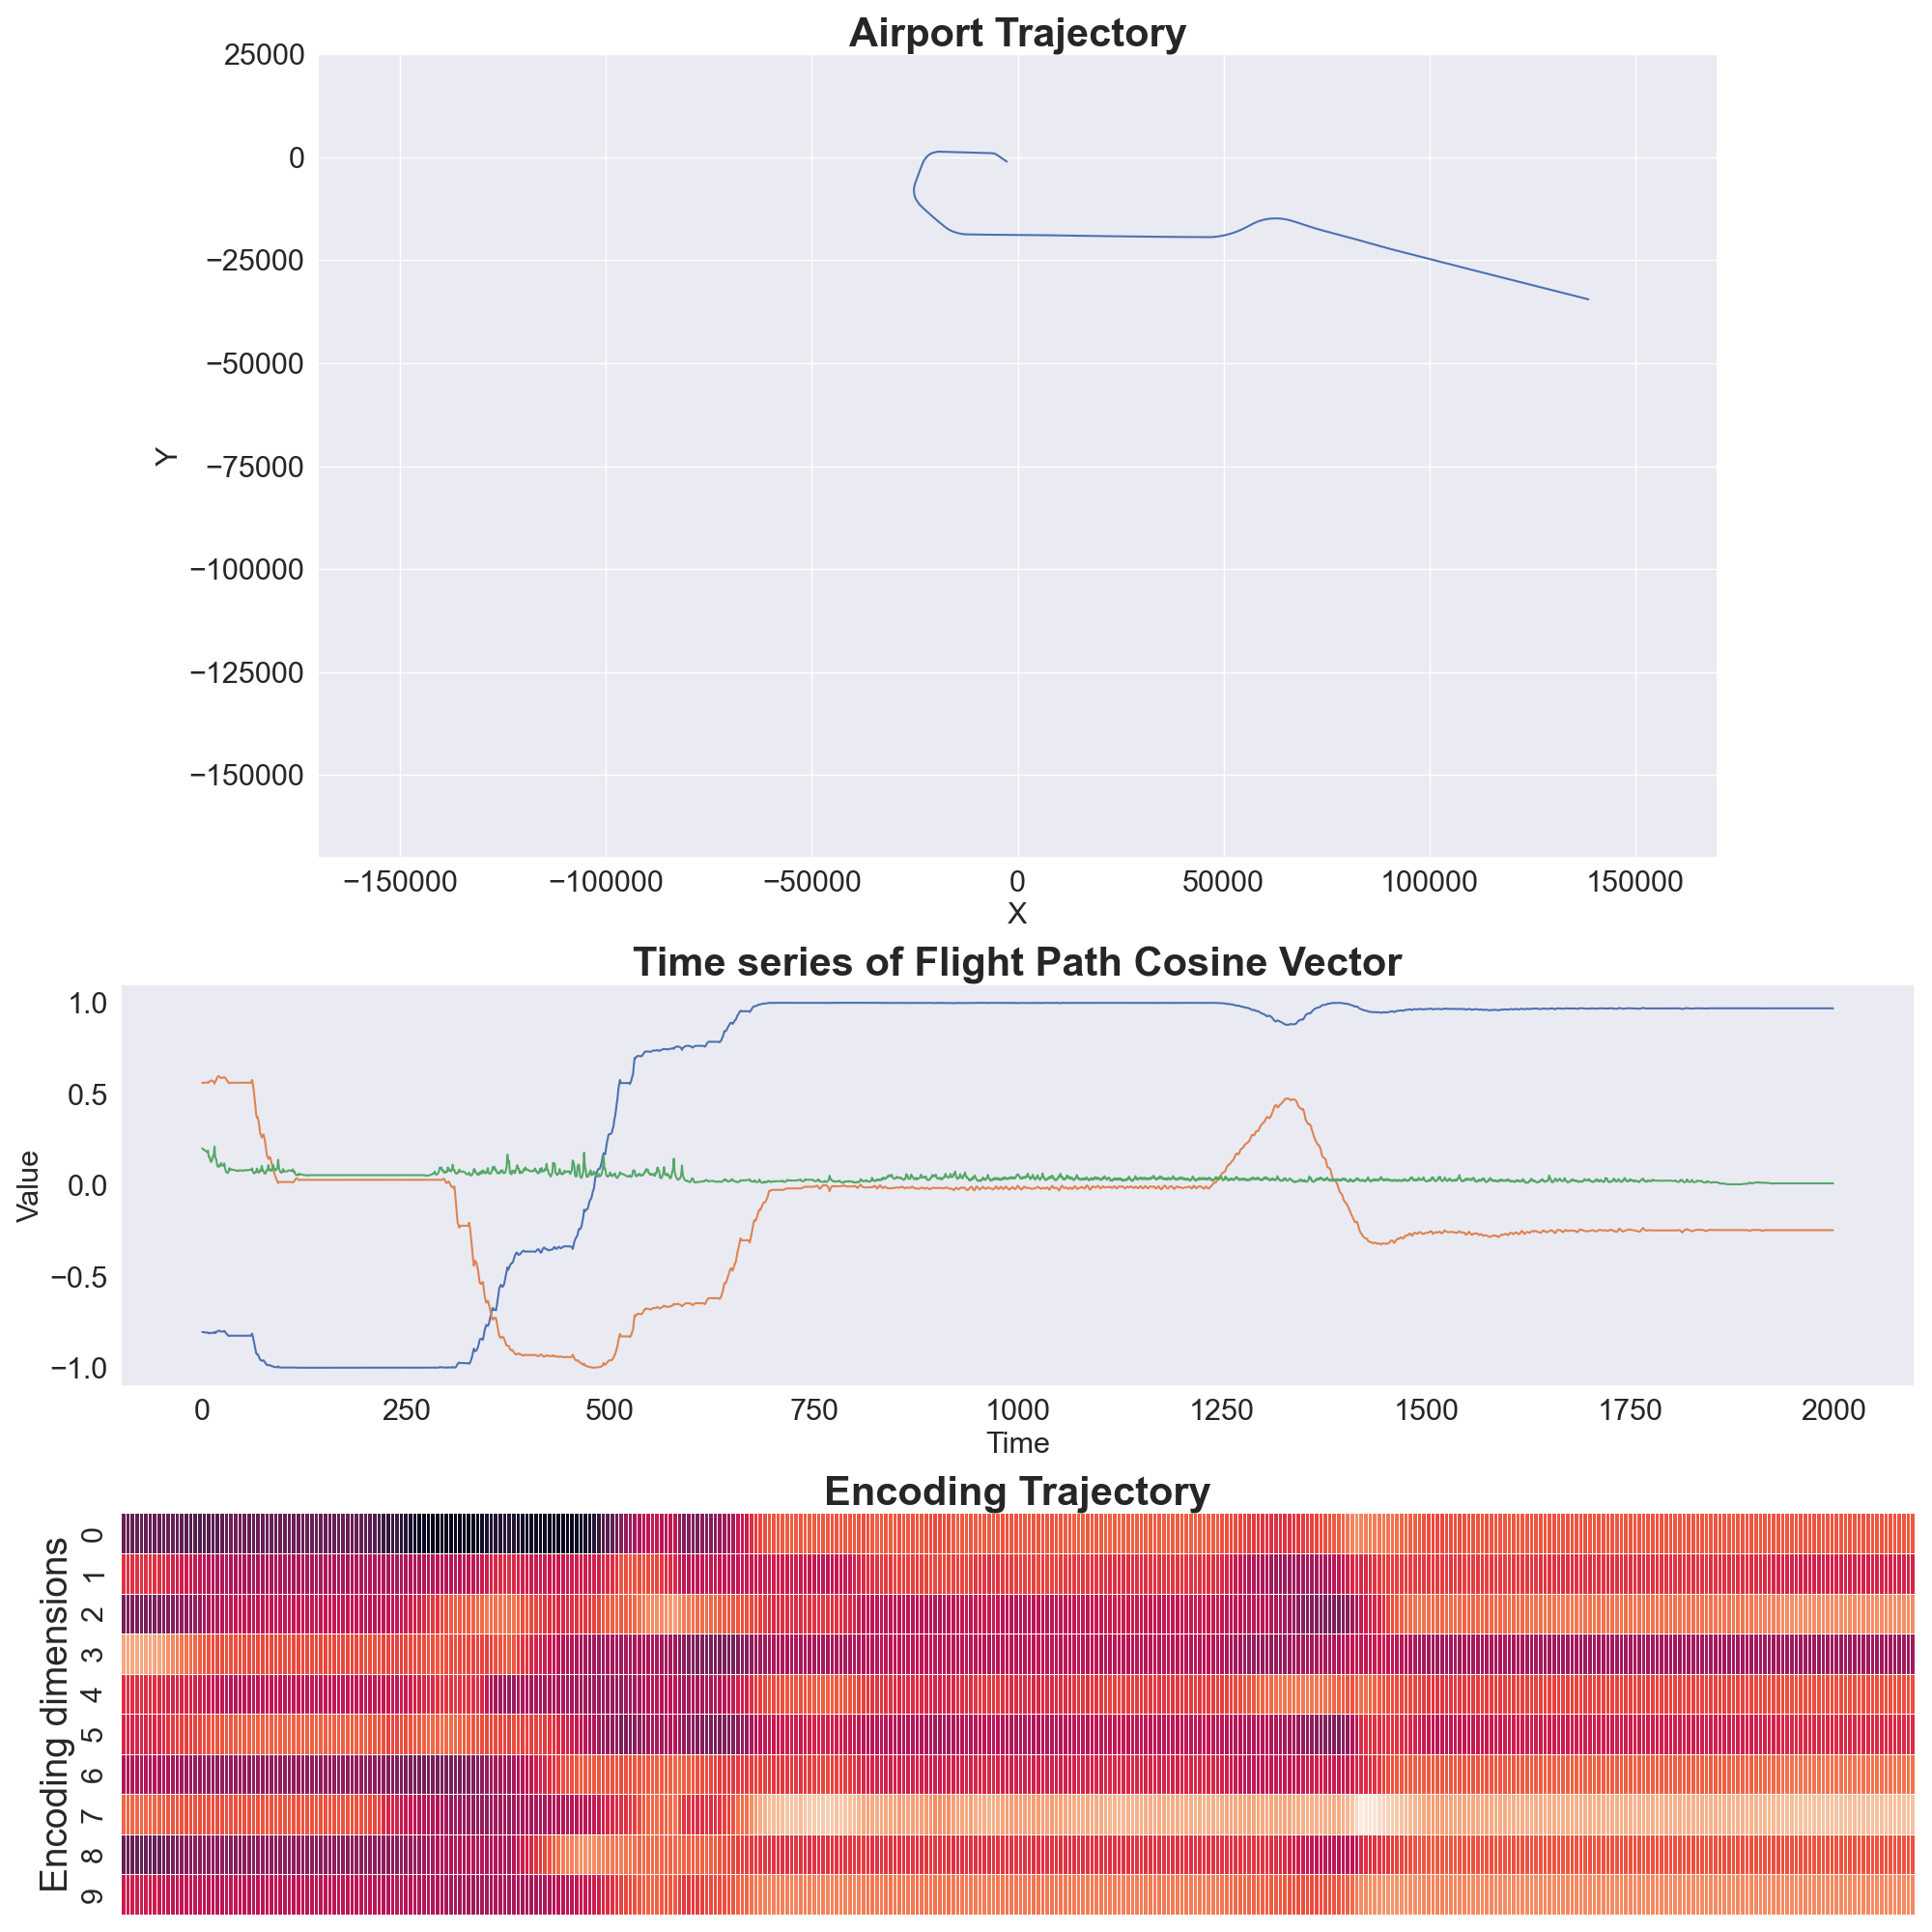 Airport Trajectory
25000
0
−25000
−50000
−75000
−100000
−125000
−150000
Y
−150000 −100000 −50000 0 50000 100000 150000
X
Time series of Flight Path Cosine Vector
1.0
0.5
0.0
−0.5
−1.0
Value
0 250 500 750 1000 1250 1500 1750 2000
Time
Encoding Trajectory
Encoding dimensions
0
1
2
3
4
5
6
7
8
9